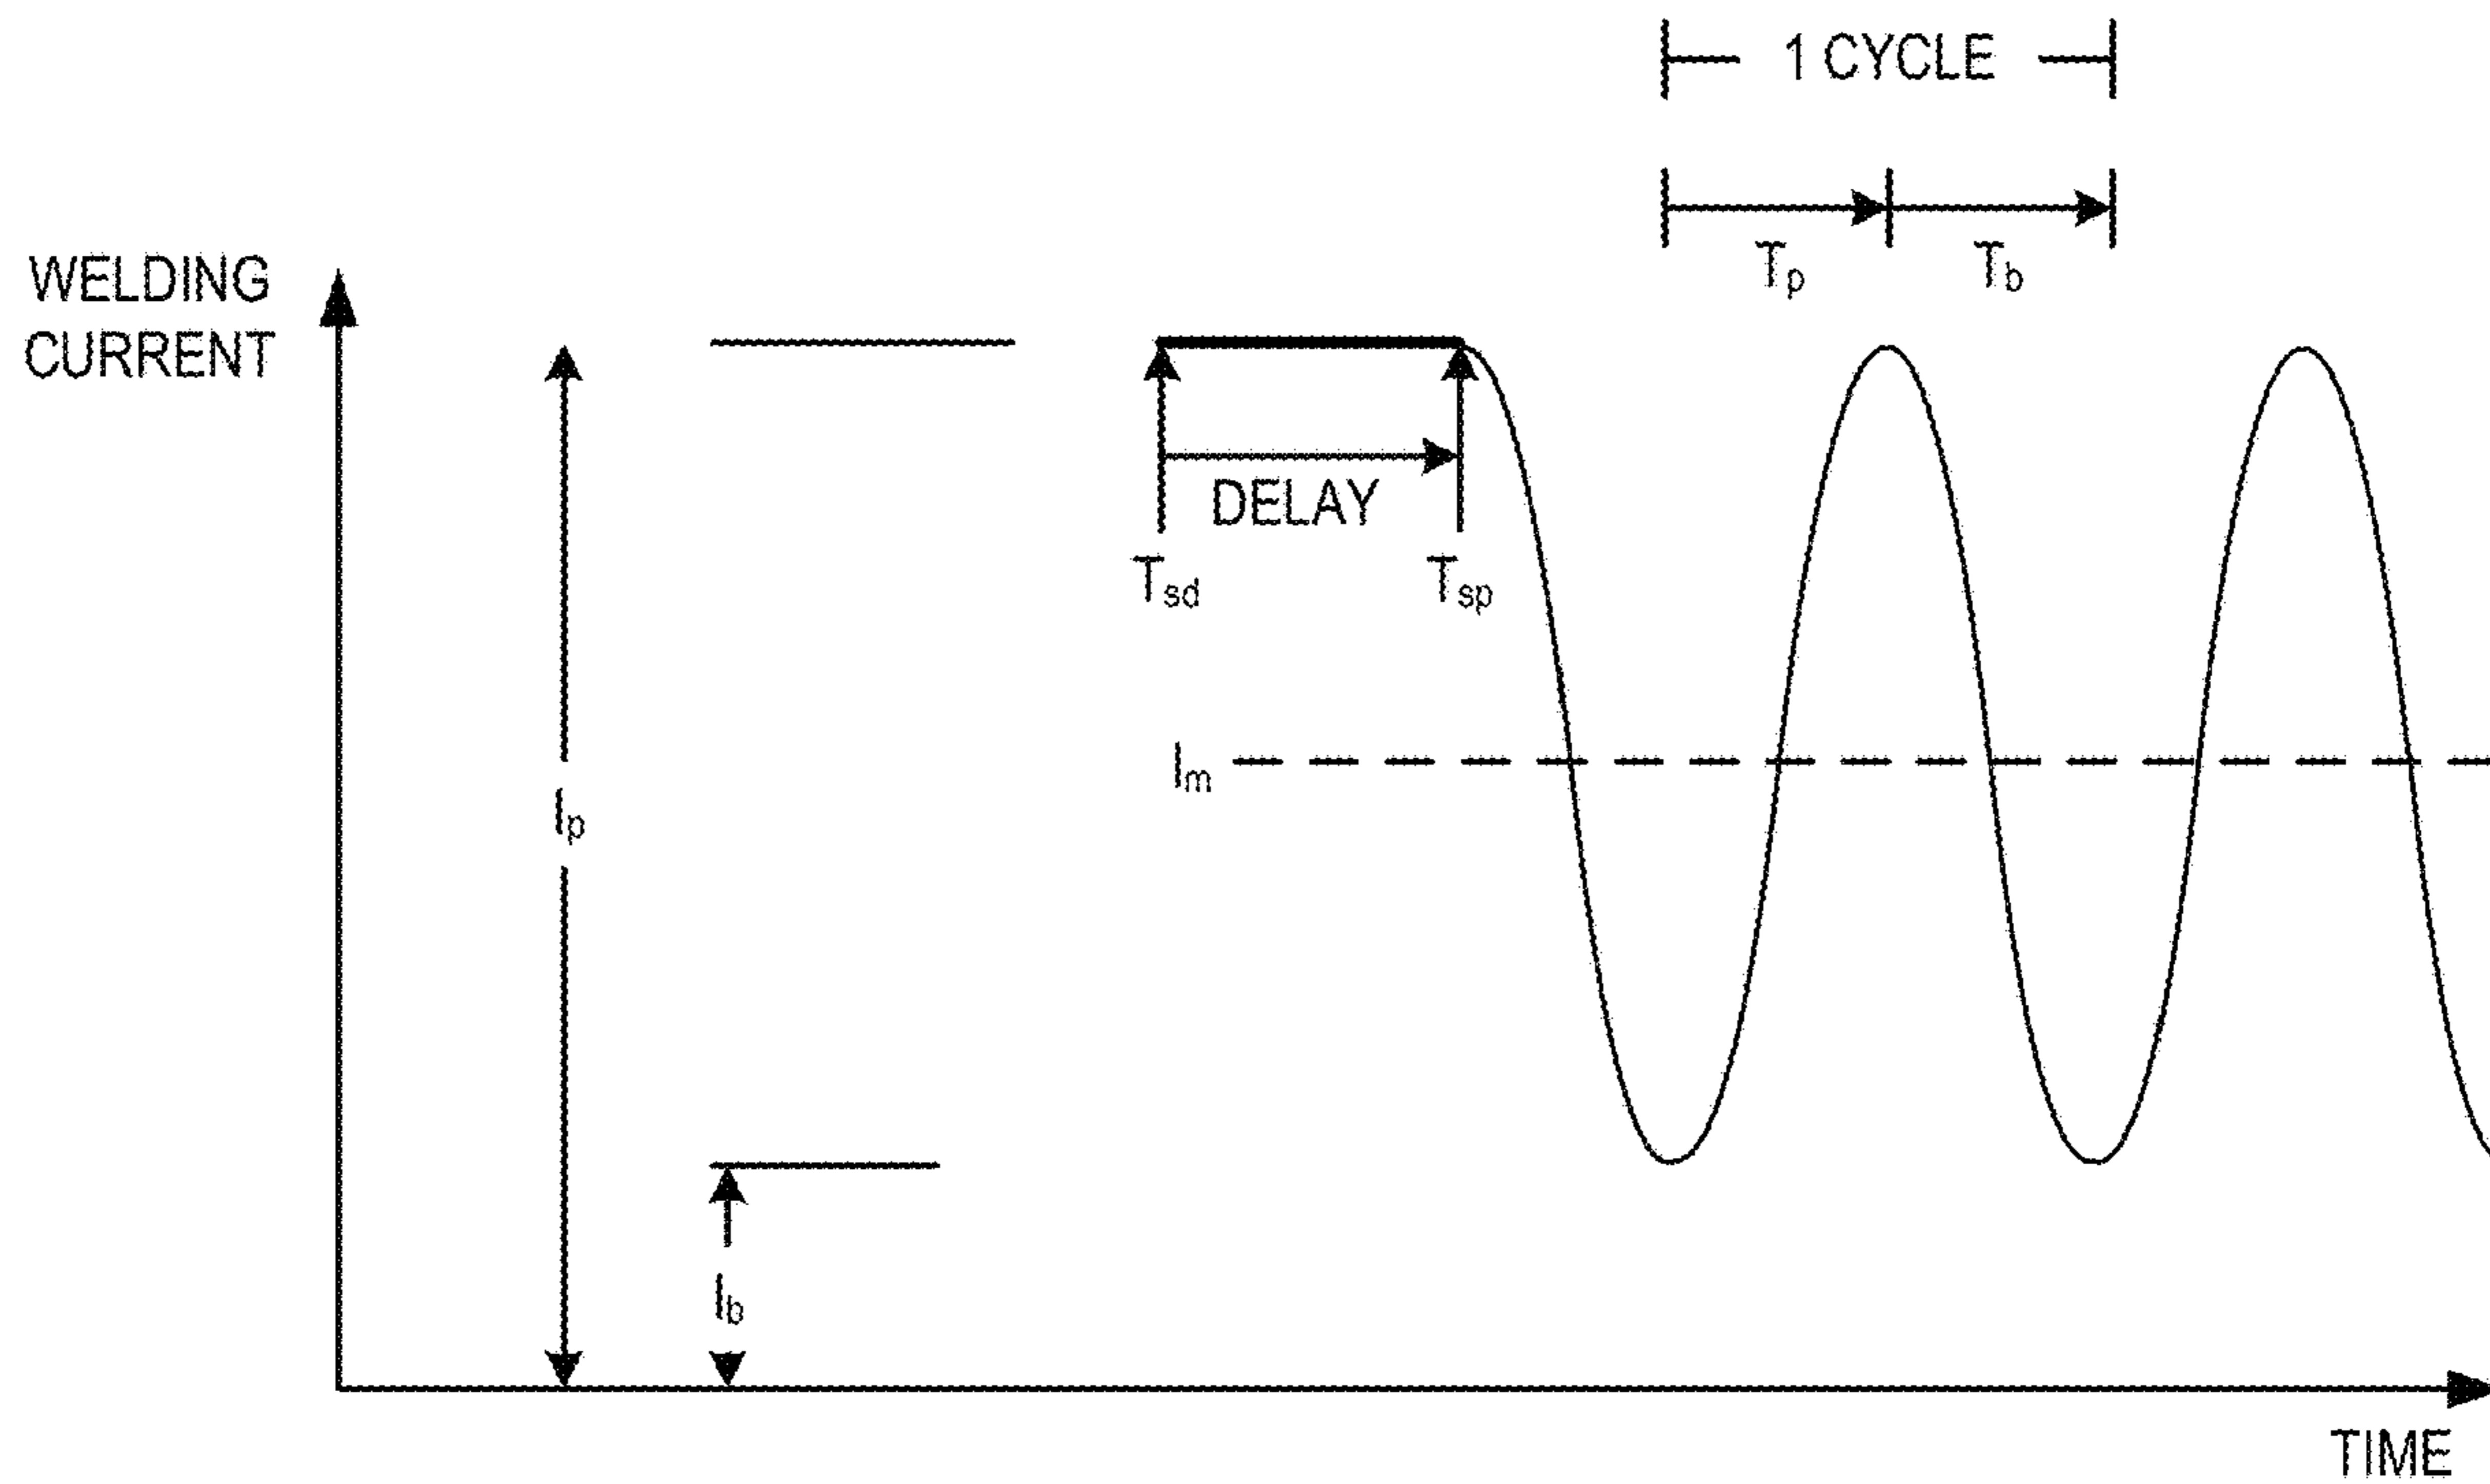 1 CYCLE
Tp
Tb
WELDING
CURRENT
DELAY
Tsd
Tsp
Im
Ip
Ib
TIME